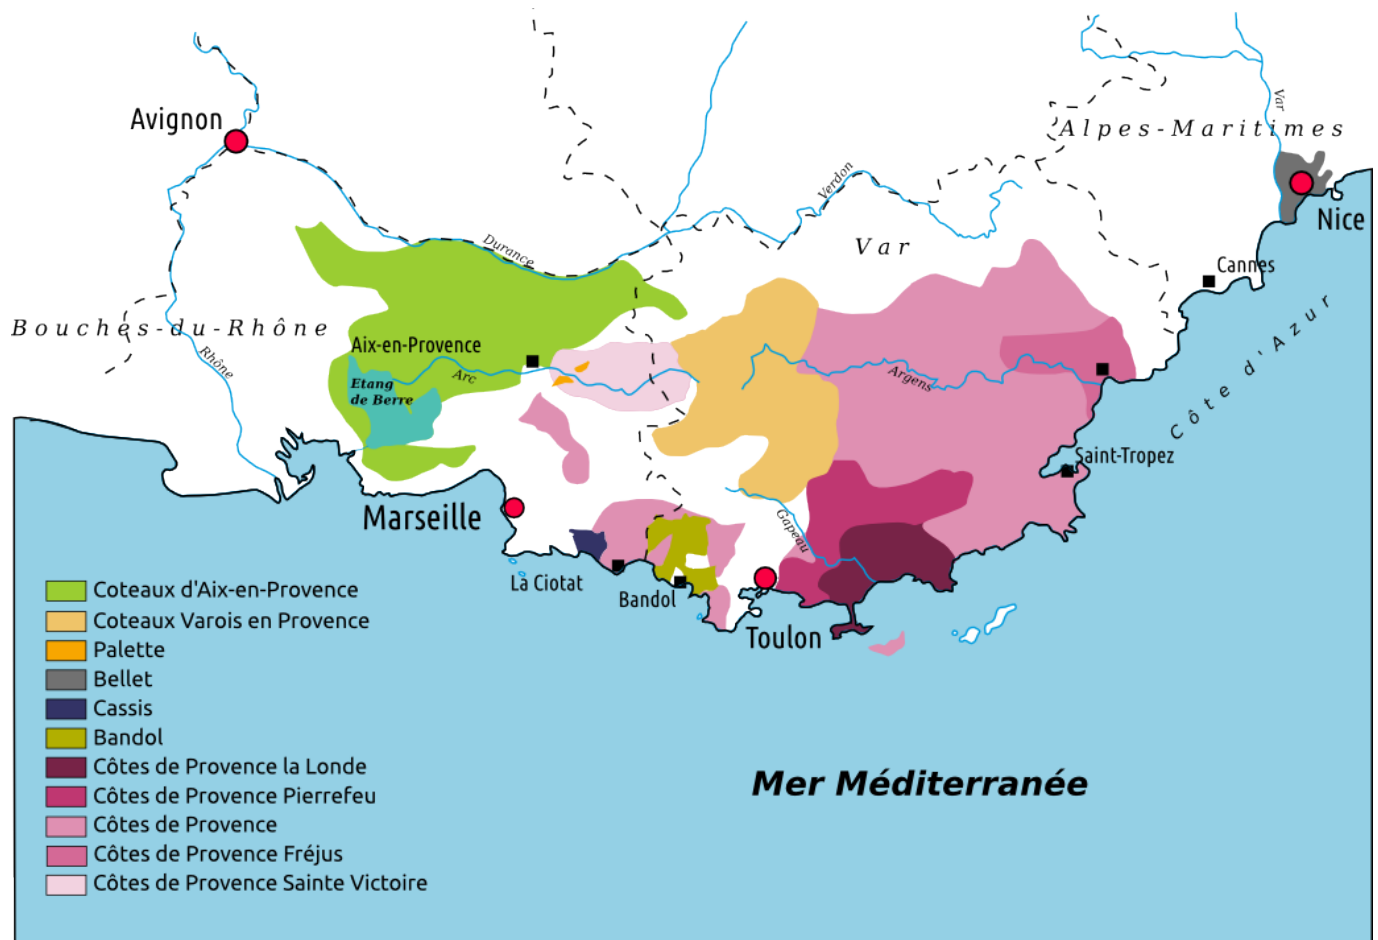 Avignon
Var
Alpes-Maritimes
Verdon
Nice
Durance
Var
Cannes
Bouches-du-Rhône
Rhône
Aix-en-Provence
Arc
Etang
de Berre
Argens
Côte d'Azur
Saint-Tropez
Marseille
Gapeau
La Ciotat
Bandol
Toulon
Coteaux d'Aix-en-Provence
Coteaux Varois en Provence
Palette
Bellet
Cassis
Bandol
Côtes de Provence la Londe
Côtes de Provence Pierrefeu
Côtes de Provence
Côtes de Provence Fréjus
Côtes de Provence Sainte Victoire
Mer Méditerranée